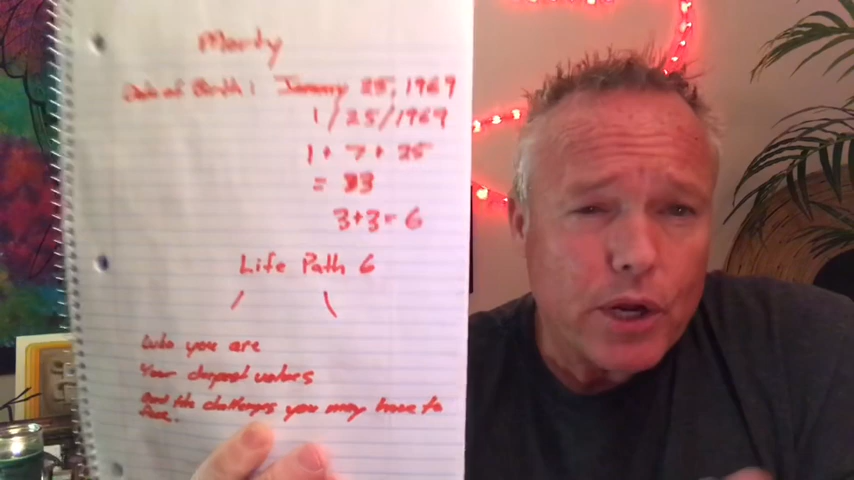 Marty
Date of Birth: January 25, 1969
1/25/1969
1 + 7 + 25
= 33
3+3= 6
Life Path 6
/ \
Who you are
Your deepest values
And the challenges you may have to
face.